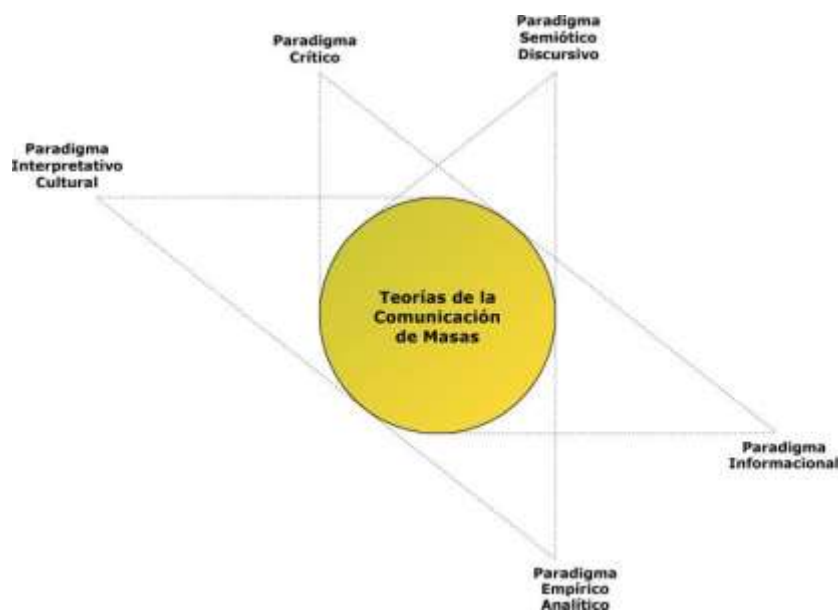 Paradigma
Crítico
Paradigma
Semiótico
Discursivo
Paradigma
Interpretativo
Cultural
Teorías de la
Comunicación
de Masas
Paradigma
Informacional
Paradigma
Empírico
Analítico